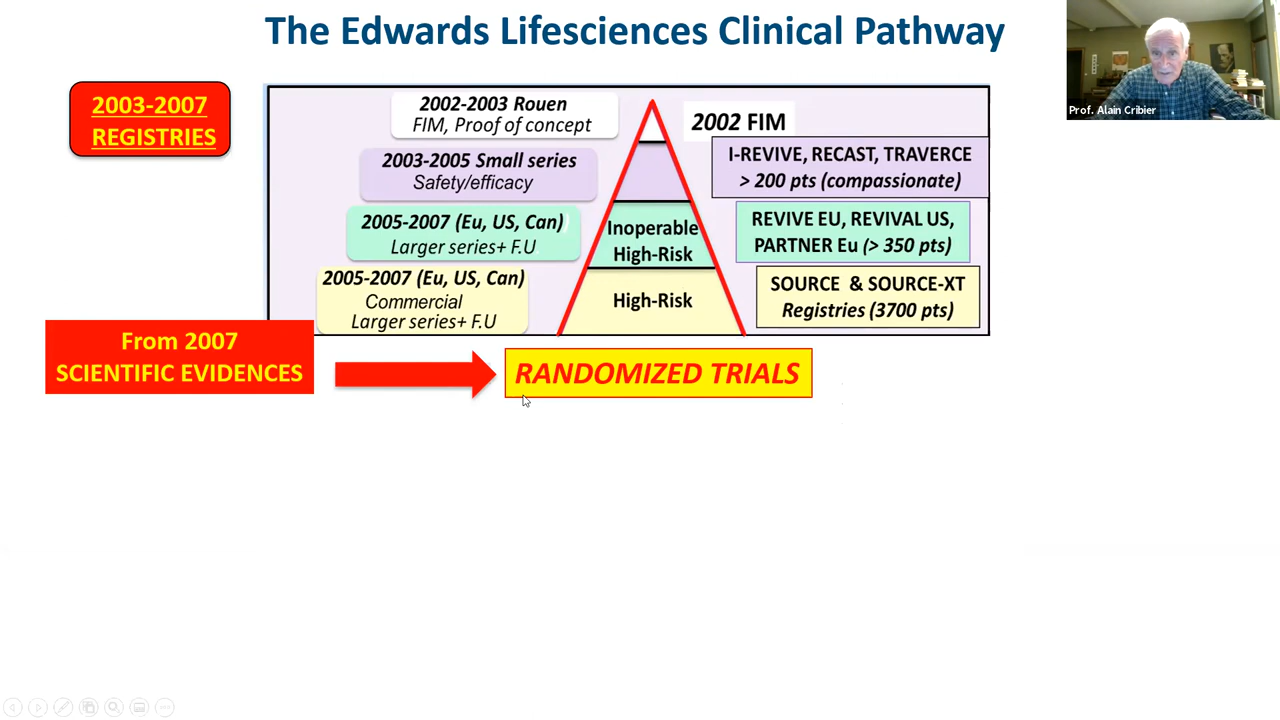 The Edwards Lifesciences Clinical Pathway
Prof. Alain Cribier
2003-2007
REGISTRIES
2002-2003 Rouen
FIM, Proof of concept
2002 FIM
2003-2005 Small series
Safety/efficacy
I-REVIVE, RECAST, TRAVERCE
> 200 pts (compassionate)
2005-2007 (Eu, US, Can)
Larger series+ F.U
Inoperable
High-Risk
REVIVE EU, REVIVAL US,
PARTNER Eu (> 350 pts)
2005-2007 (Eu, US, Can)
Commercial
Larger series+ F.U
High-Risk
SOURCE & SOURCE-XT
Registries (3700 pts)
From 2007
SCIENTIFIC EVIDENCES
RANDOMIZED TRIALS